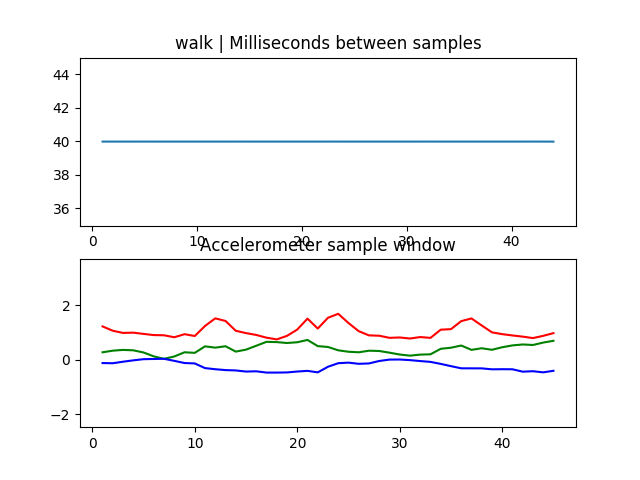 walk | Milliseconds between samples
44
42
40
38
36
0 10 20 30 40
Accelerometer sample window
2
0
−2
0 10 20 30 40